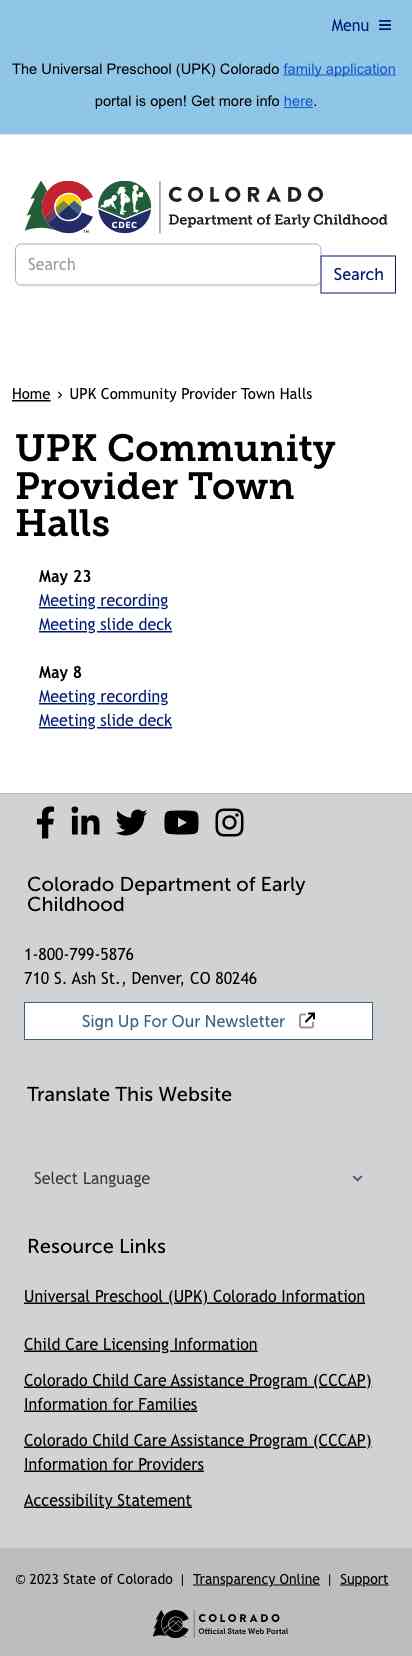 Menu
The Universal Preschool (UPK) Colorado family application
portal is open! Get more info here.
CDEC
TM
COLORADO
Department of Early Childhood
Search
Search
Home › UPK Community Provider Town Halls
UPK Community
Provider Town
Halls
May 23
Meeting recording
Meeting slide deck
May 8
Meeting recording
Meeting slide deck
Colorado Department of Early
Childhood
1-800-799-5876
710 S. Ash St., Denver, CO 80246
Sign Up For Our Newsletter
Translate This Website
Select Language
Resource Links
Universal Preschool (UPK) Colorado Information
Child Care Licensing Information
Colorado Child Care Assistance Program (CCCAP)
Information for Families
Colorado Child Care Assistance Program (CCCAP)
Information for Providers
Accessibility Statement
© 2023 State of Colorado | Transparency Online | Support
COLORADO
Official State Web Portal